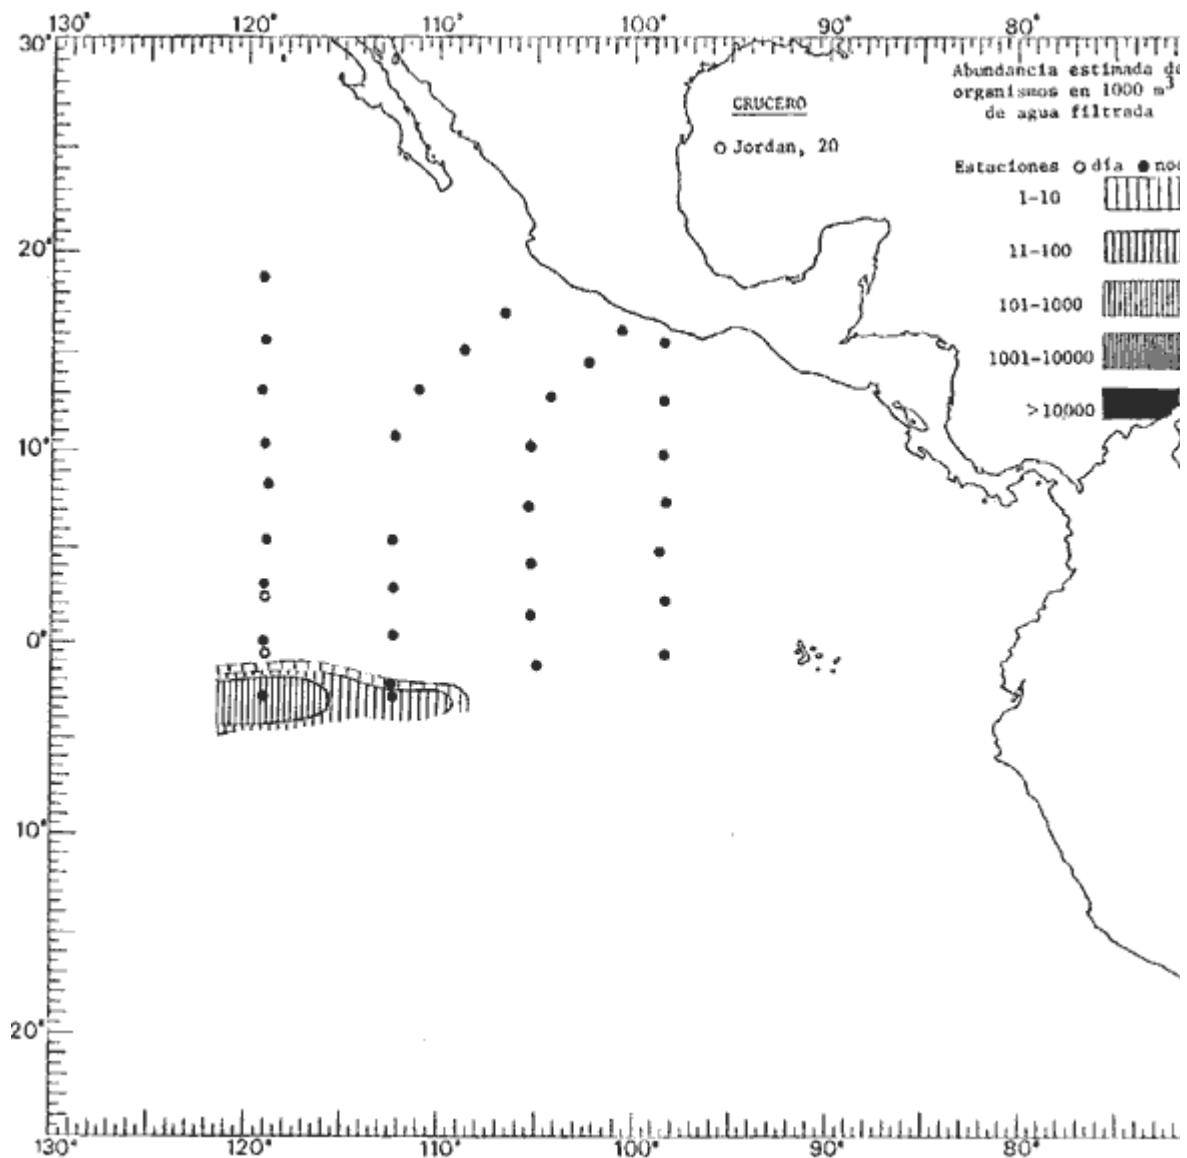 130° 120° 110° 100° 90° 80°
30°
20°
10°
0°
10°
20°
130° 120° 110° 100° 90° 80°
CRUCERO
O Jordan, 20
Abundancia estimada de
organismos en 1000 m³
de agua filtrada
Estaciones o día ● noc
1-10
11-100
101-1000
1001-10000
>10000